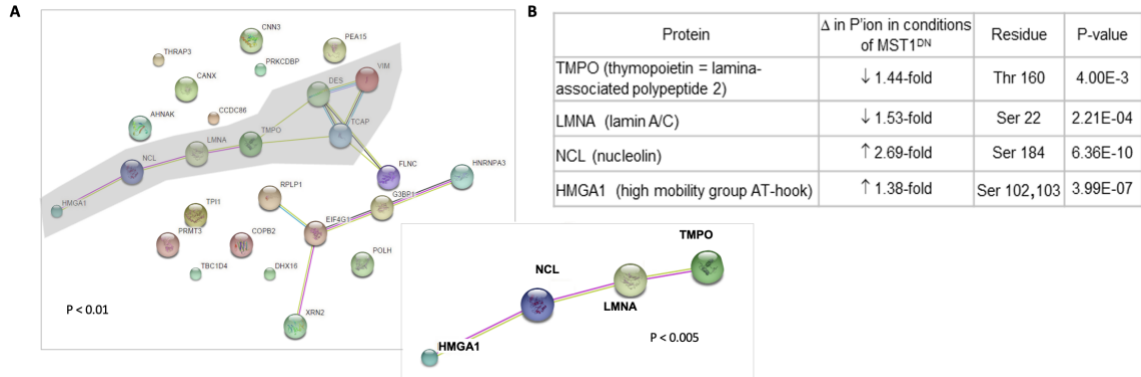 A
CNN3
PEA15
THRAP3
PRKCDBP
CANX
DES
VIM
AHNAK
CCDC86
TMPO
TCAP
LMNA
NCL
FLNC
HNRNPA3
HMGA1
RPLP1
G3BP1
TPI1
EIF4G1
PRMT3
COPB2
POLH
TBC1D4
DHX16
P < 0.01
XRN2
TMPO
NCL
LMNA
P < 0.005
HMGA1
B
Protein
Δ in P'ion in conditions
of MST1ᴰᴺ
Residue
P-value
TMPO (thymopoietin = lamina-
associated polypeptide 2)
↓ 1.44-fold
Thr 160
4.00E-3
LMNA (lamin A/C)
↓ 1.53-fold
Ser 22
2.21E-04
NCL (nucleolin)
↑ 2.69-fold
Ser 184
6.36E-10
HMGA1 (high mobility group AT-hook)
↑ 1.38-fold
Ser 102,103
3.99E-07